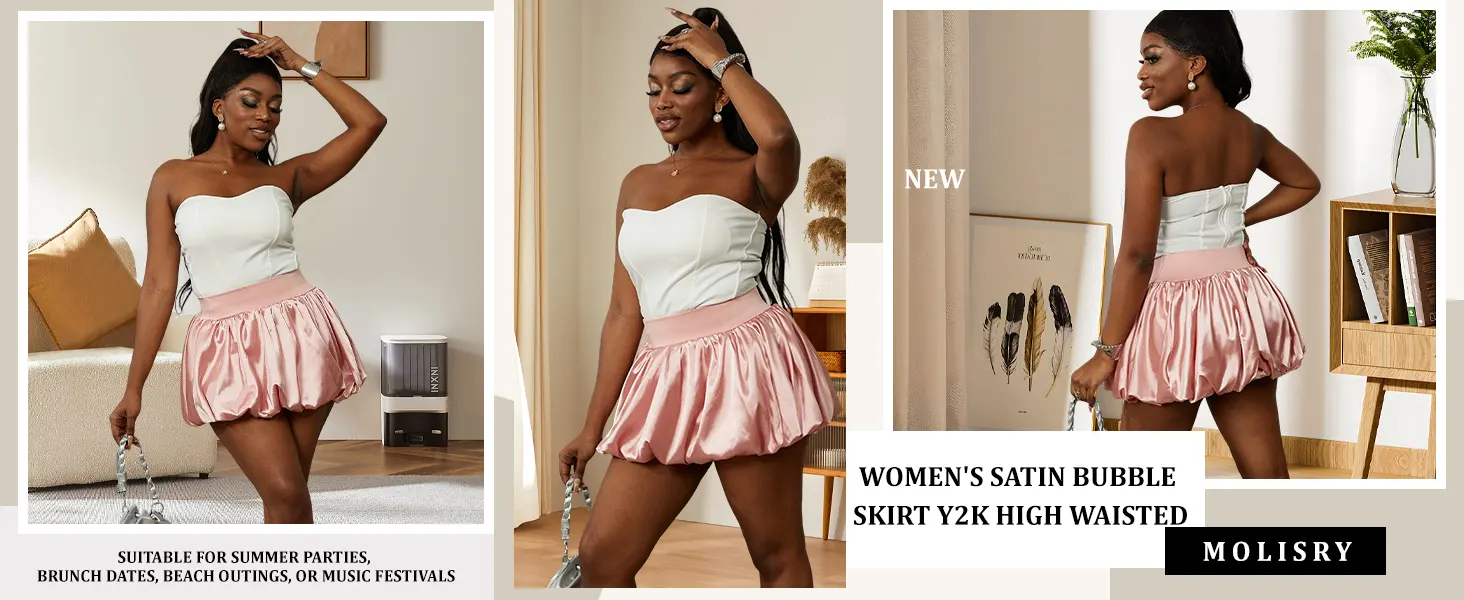 SUITABLE FOR SUMMER PARTIES,
BRUNCH DATES, BEACH OUTINGS, OR MUSIC FESTIVALS
NEW
WOMEN'S SATIN BUBBLE
SKIRT Y2K HIGH WAISTED
MOLISRY
INXNI